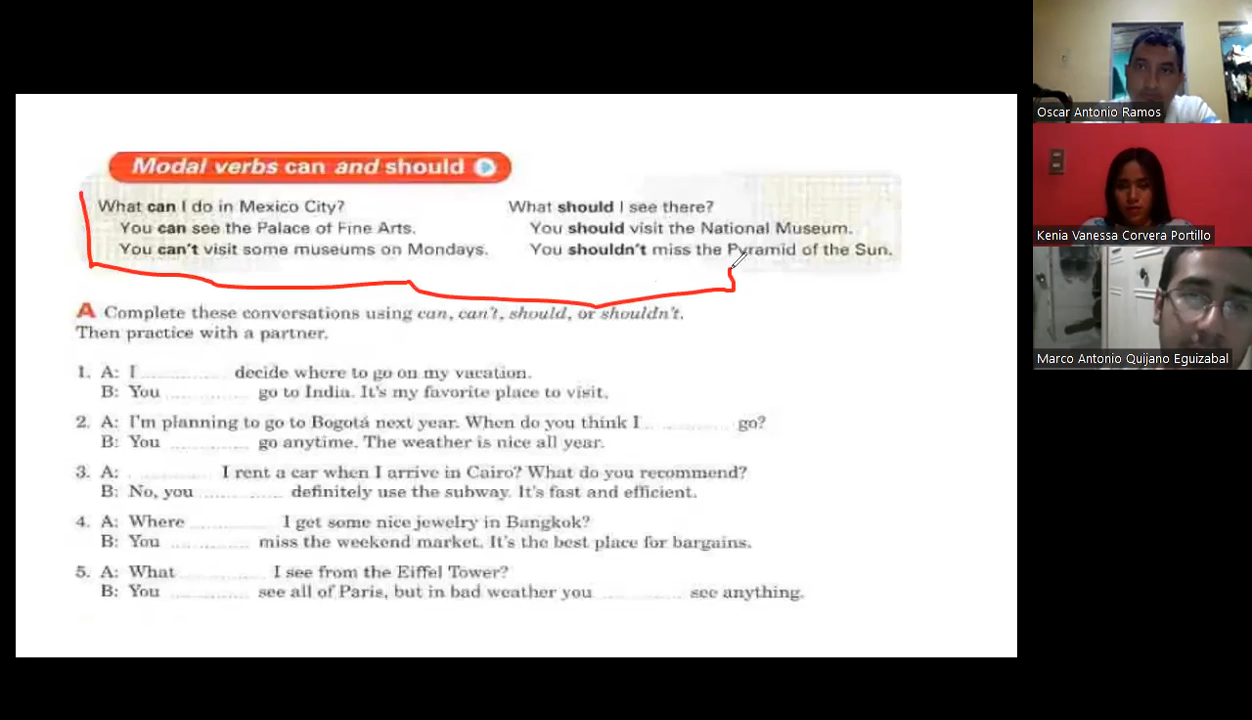 Modal verbs can and should
What can I do in Mexico City?
You can see the Palace of Fine Arts.
You can't visit some museums on Mondays.
What should I see there?
You should visit the National Museum.
You shouldn't miss the Pyramid of the Sun.
A Complete these conversations using can, can't, should, or shouldn't.
Then practice with a partner.
1. A: I ............ decide where to go on my vacation.
B: You ............ go to India. It's my favorite place to visit.
2. A: I'm planning to go to Bogotá next year. When do you think I ............ go?
B: You ............ go anytime. The weather is nice all year.
3. A: ............ I rent a car when I arrive in Cairo? What do you recommend?
B: No, you ............ definitely use the subway. It's fast and efficient.
4. A: Where ............ I get some nice jewelry in Bangkok?
B: You ............ miss the weekend market. It's the best place for bargains.
5. A: What ............ I see from the Eiffel Tower?
B: You ............ see all of Paris, but in bad weather you ............ see anything.
Oscar Antonio Ramos
Kenia Vanessa Corvera Portillo
Marco Antonio Quijano Eguizabal